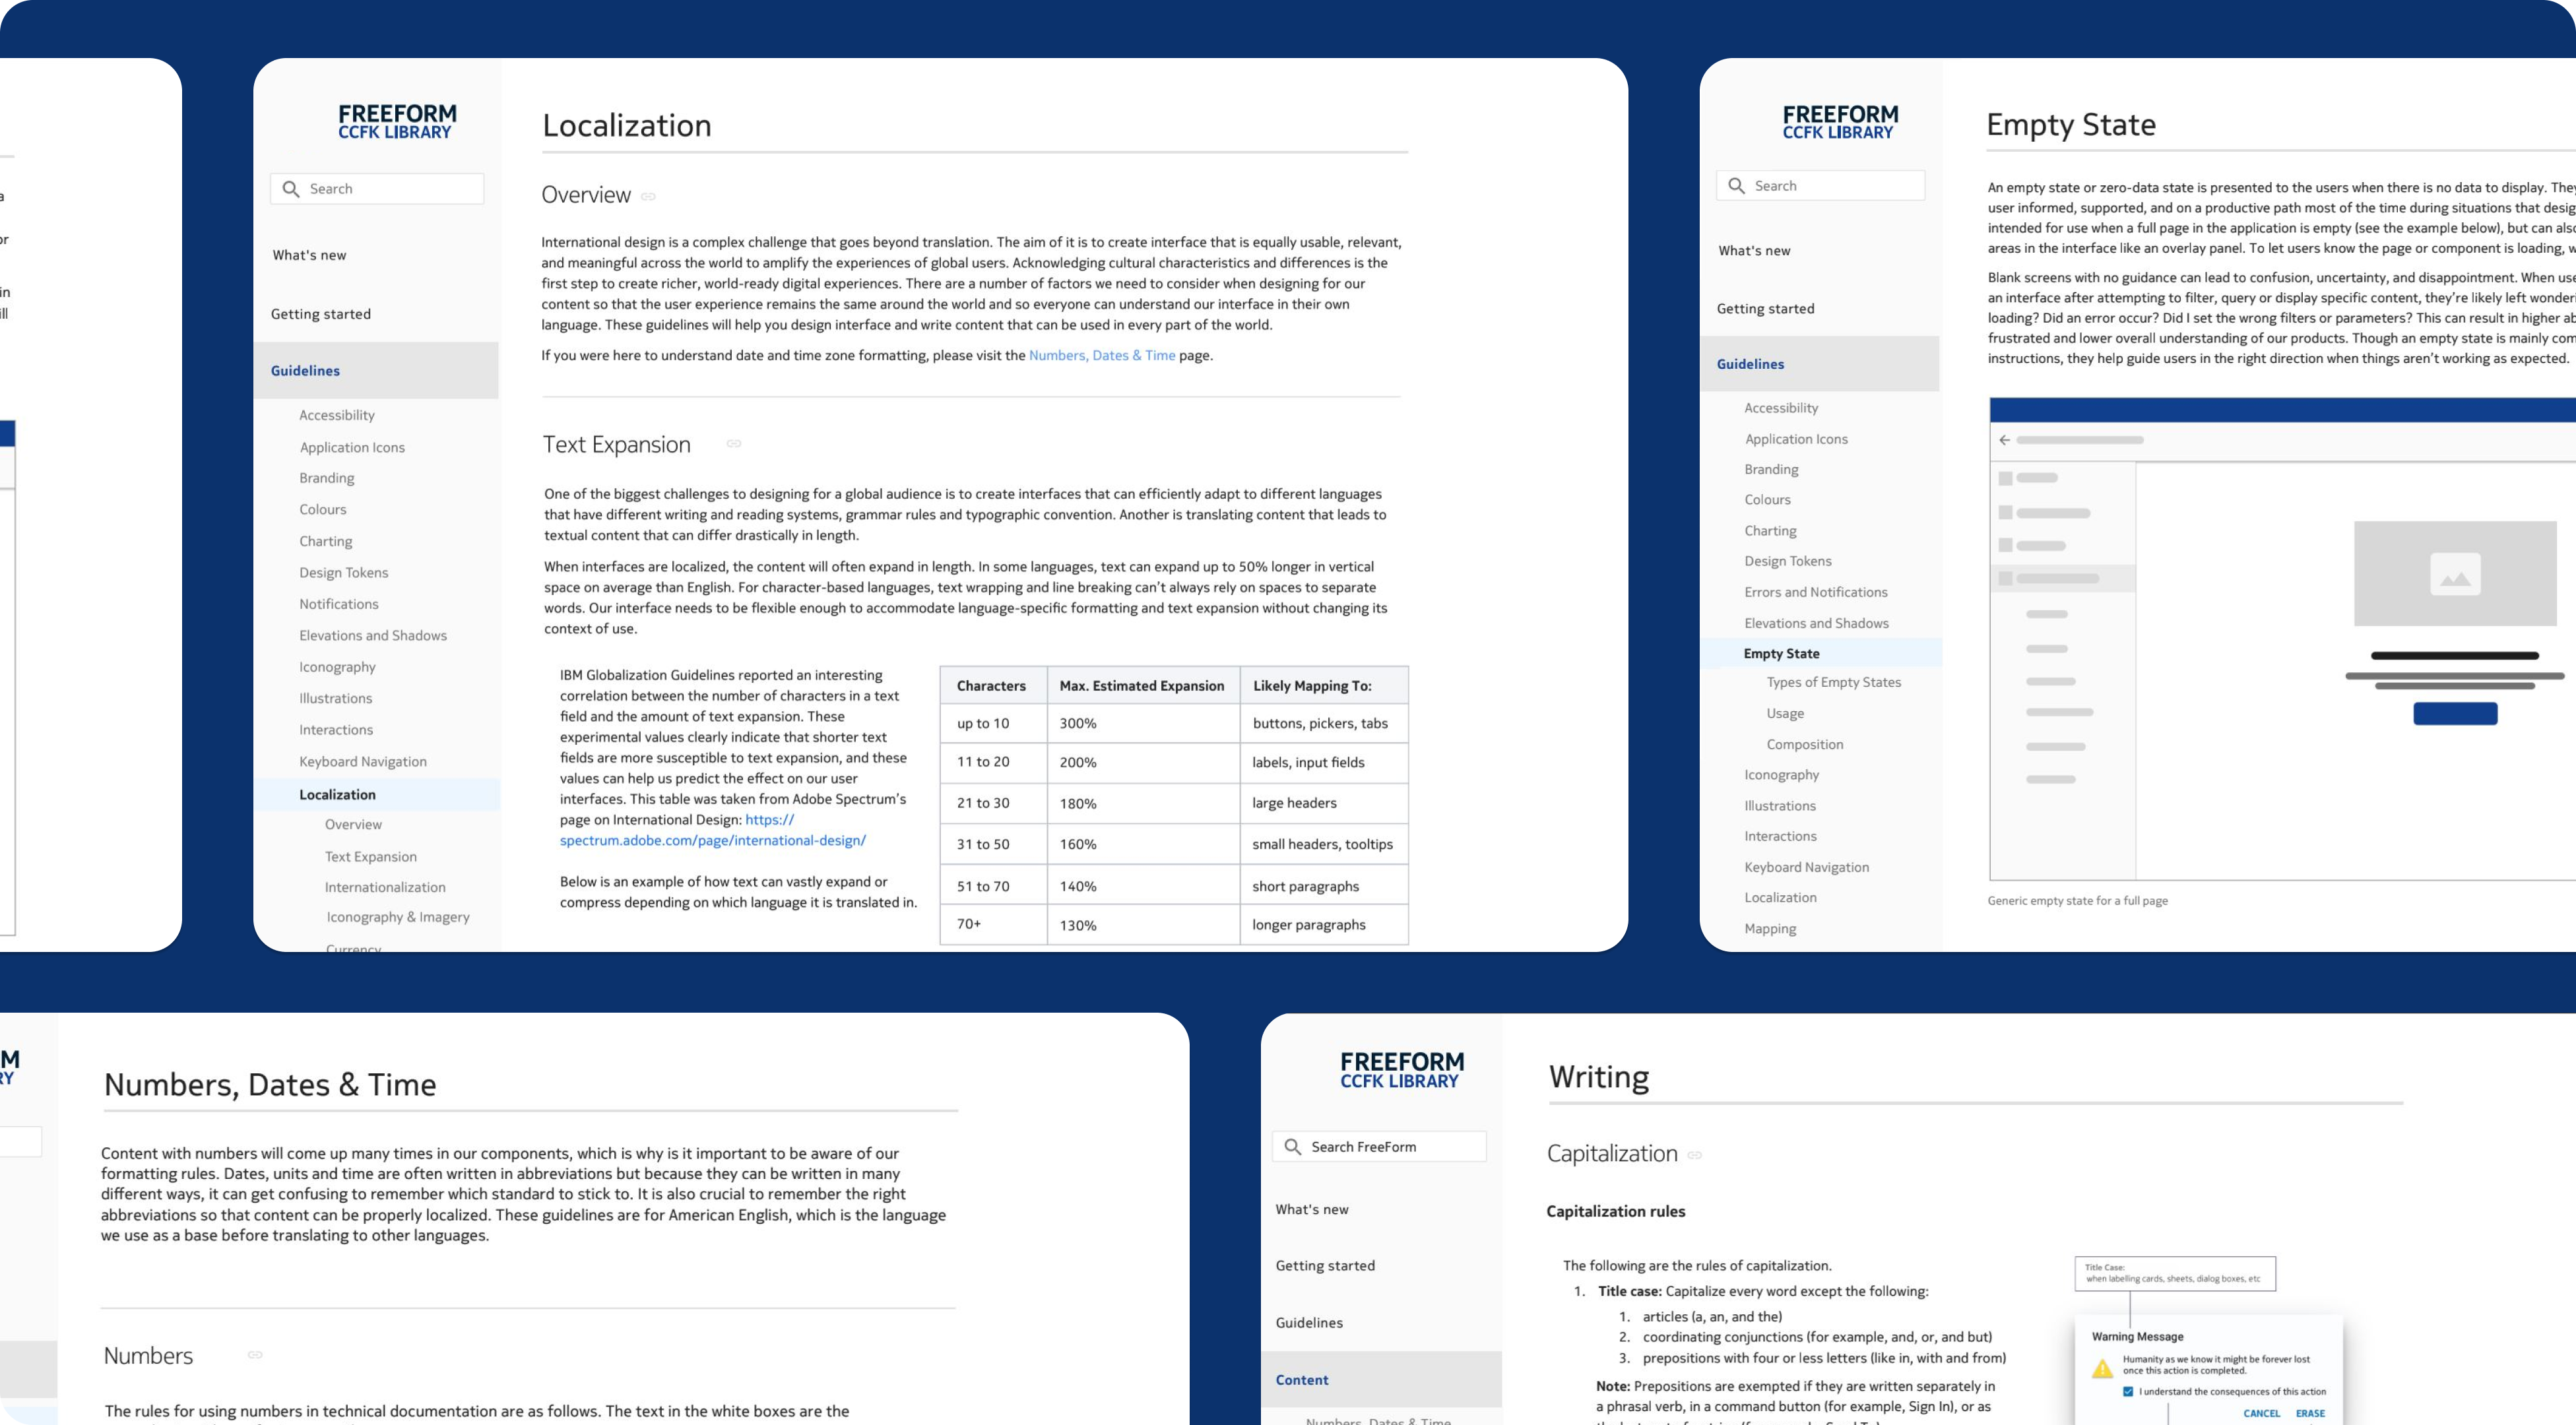 a
or
in
ill
FREEFORM
CCFK LIBRARY
Search
What's new
Getting started
Guidelines
Accessibility
Application Icons
Branding
Colours
Charting
Design Tokens
Notifications
Elevations and Shadows
Iconography
Illustrations
Interactions
Keyboard Navigation
Localization
Overview
Text Expansion
Internationalization
Iconography & Imagery
Currency
Localization
Overview
International design is a complex challenge that goes beyond translation. The aim of it is to create interface that is equally usable, relevant,
and meaningful across the world to amplify the experiences of global users. Acknowledging cultural characteristics and differences is the
first step to create richer, world-ready digital experiences. There are a number of factors we need to consider when designing for our
content so that the user experience remains the same around the world and so everyone can understand our interface in their own
language. These guidelines will help you design interface and write content that can be used in every part of the world.
If you were here to understand date and time zone formatting, please visit the Numbers, Dates & Time page.
Text Expansion
One of the biggest challenges to designing for a global audience is to create interfaces that can efficiently adapt to different languages
that have different writing and reading systems, grammar rules and typographic convention. Another is translating content that leads to
textual content that can differ drastically in length.
When interfaces are localized, the content will often expand in length. In some languages, text can expand up to 50% longer in vertical
space on average than English. For character-based languages, text wrapping and line breaking can't always rely on spaces to separate
words. Our interface needs to be flexible enough to accommodate language-specific formatting and text expansion without changing its
context of use.
IBM Globalization Guidelines reported an interesting
correlation between the number of characters in a text
field and the amount of text expansion. These
experimental values clearly indicate that shorter text
fields are more susceptible to text expansion, and these
values can help us predict the effect on our user
interfaces. This table was taken from Adobe Spectrum's
page on International Design: https://
spectrum.adobe.com/page/international-design/
Below is an example of how text can vastly expand or
compress depending on which language it is translated in.
Characters Max. Estimated Expansion Likely Mapping To:
up to 10 300% buttons, pickers, tabs
11 to 20 200% labels, input fields
21 to 30 180% large headers
31 to 50 160% small headers, tooltips
51 to 70 140% short paragraphs
70+ 130% longer paragraphs
FREEFORM
CCFK LIBRARY
Search
What's new
Getting started
Guidelines
Accessibility
Application Icons
Branding
Colours
Charting
Design Tokens
Errors and Notifications
Elevations and Shadows
Empty State
Types of Empty States
Usage
Composition
Iconography
Illustrations
Interactions
Keyboard Navigation
Localization
Mapping
Empty State
An empty state or zero-data state is presented to the users when there is no data to display. They
user informed, supported, and on a productive path most of the time during situations that desig
intended for use when a full page in the application is empty (see the example below), but can also
areas in the interface like an overlay panel. To let users know the page or component is loading, w
Blank screens with no guidance can lead to confusion, uncertainty, and disappointment. When use
an interface after attempting to filter, query or display specific content, they're likely left wonderi
loading? Did an error occur? Did I set the wrong filters or parameters? This can result in higher ab
frustrated and lower overall understanding of our products. Though an empty state is mainly com
instructions, they help guide users in the right direction when things aren't working as expected.
Generic empty state for a full page
M
RY
Numbers, Dates & Time
Content with numbers will come up many times in our components, which is why is it important to be aware of our
formatting rules. Dates, units and time are often written in abbreviations but because they can be written in many
different ways, it can get confusing to remember which standard to stick to. It is also crucial to remember the right
abbreviations so that content can be properly localized. These guidelines are for American English, which is the language
we use as a base before translating to other languages.
Numbers
The rules for using numbers in technical documentation are as follows. The text in the white boxes are the
FREEFORM
CCFK LIBRARY
Search FreeForm
What's new
Getting started
Guidelines
Content
Numbers, Dates & Time
Writing
Capitalization
Capitalization rules
The following are the rules of capitalization.
1. Title case: Capitalize every word except the following:
1. articles (a, an, and the)
2. coordinating conjunctions (for example, and, or, and but)
3. prepositions with four or less letters (like in, with and from)
Note: Prepositions are exempted if they are written separately in
a phrasal verb, in a command button (for example, Sign In), or as
Title Case:
when labelling cards, sheets, dialog boxes, etc
Warning Message
Humanity as we know it might be forever lost
once this action is completed.
I understand the consequences of this action
CANCEL ERASE